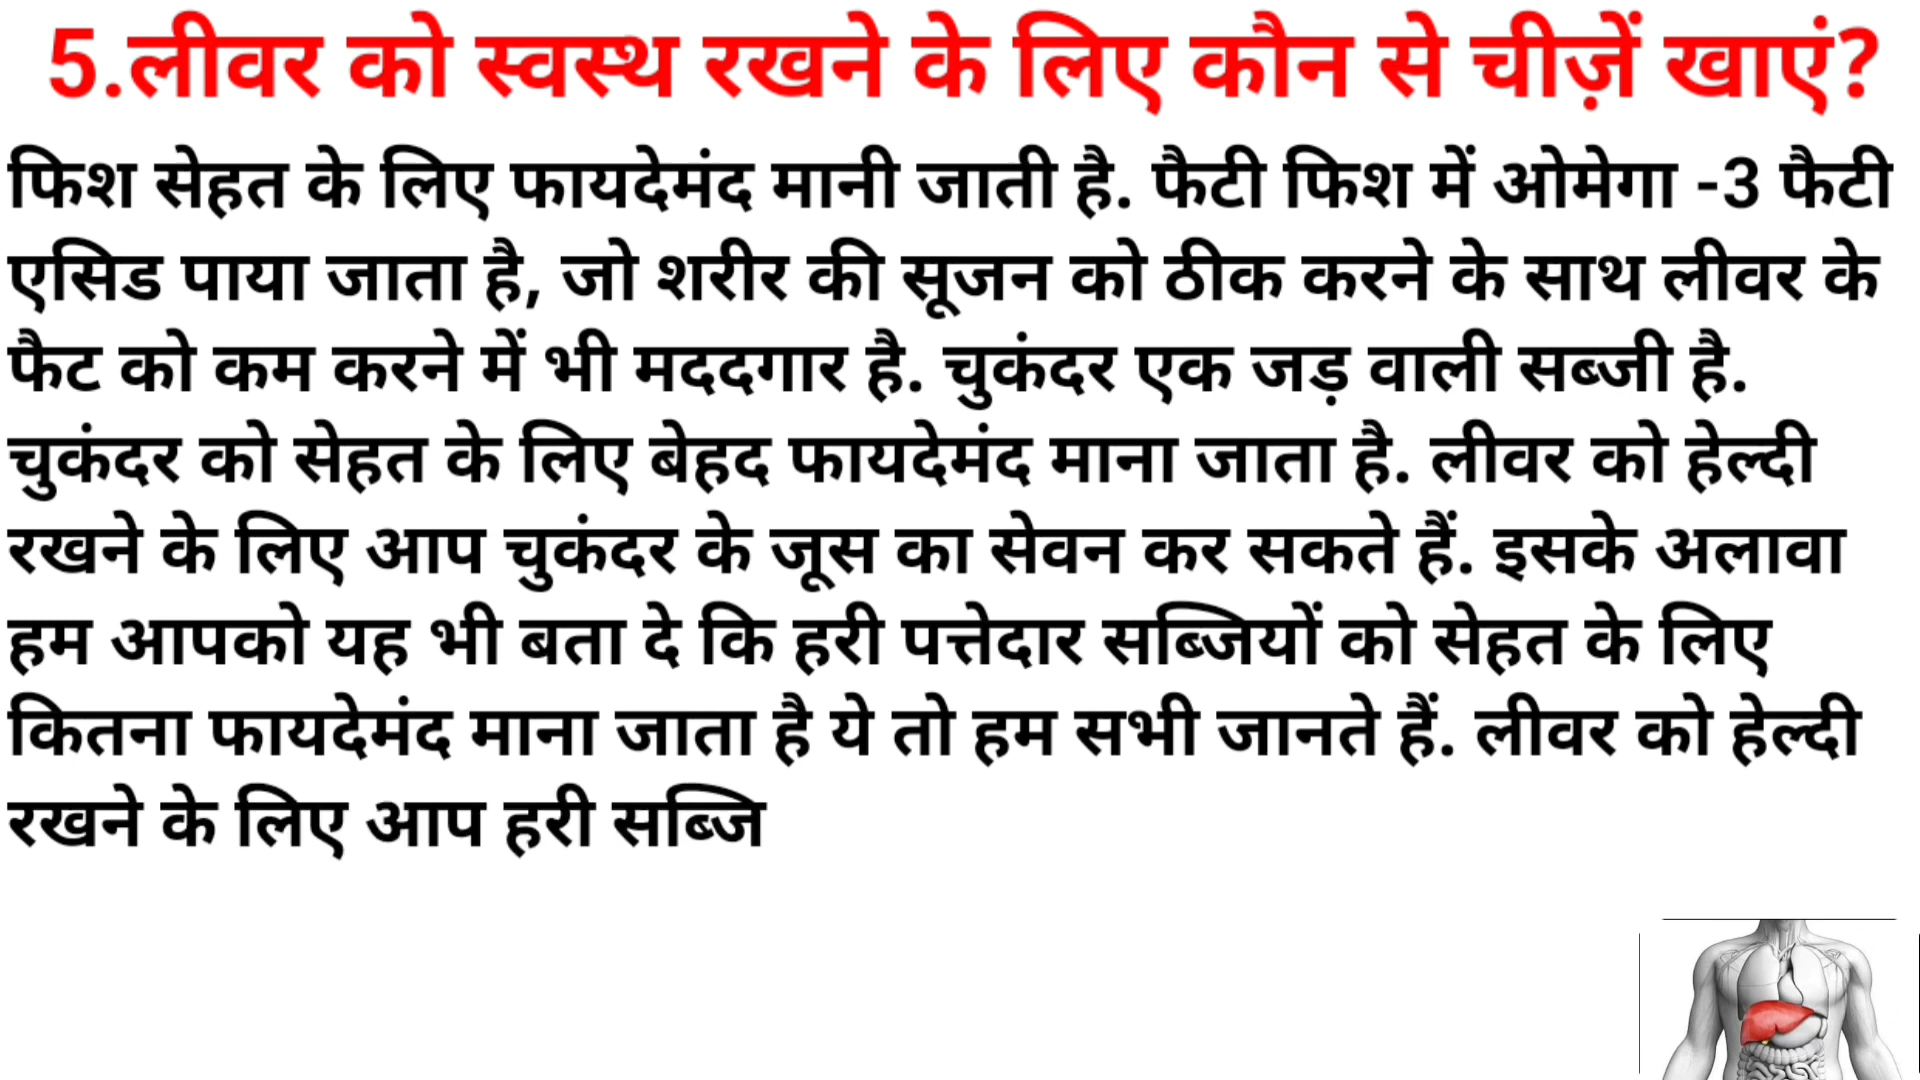 5.लीवर को स्वस्थ रखने के लिए कौन से चीज़ें खाएं?
फिश सेहत के लिए फायदेमंद मानी जाती है. फैटी फिश में ओमेगा -3 फैटी
एसिड पाया जाता है, जो शरीर की सूजन को ठीक करने के साथ लीवर के
फैट को कम करने में भी मददगार है. चुकंदर एक जड़ वाली सब्जी है.
चुकंदर को सेहत के लिए बेहद फायदेमंद माना जाता है. लीवर को हेल्दी
रखने के लिए आप चुकंदर के जूस का सेवन कर सकते हैं. इसके अलावा
हम आपको यह भी बता दे कि हरी पत्तेदार सब्जियों को सेहत के लिए
कितना फायदेमंद माना जाता है ये तो हम सभी जानते हैं. लीवर को हेल्दी
रखने के लिए आप हरी सब्जि